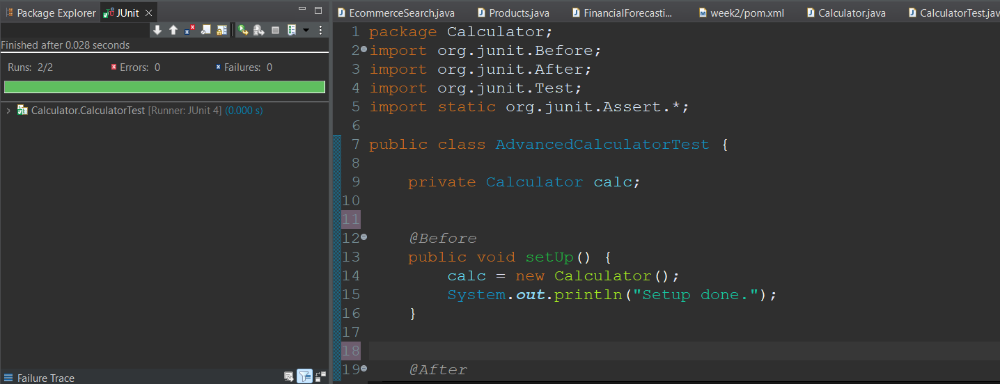 Package Explorer JUnit
Finished after 0.028 seconds
Runs: 2/2 Errors: 0 Failures: 0
Calculator.CalculatorTest [Runner: JUnit 4] (0.000 s)
Failure Trace
EcommerceSearch.java Products.java FinancialForecasti... week2/pom.xml Calculator.java CalculatorTest.jav
1 package Calculator;
2 import org.junit.Before;
3 import org.junit.After;
4 import org.junit.Test;
5 import static org.junit.Assert.*;
6
7 public class AdvancedCalculatorTest {
8
9 private Calculator calc;
10
11
12 @Before
13 public void setUp() {
14 calc = new Calculator();
15 System.out.println("Setup done.");
16 }
17
18
19 @After